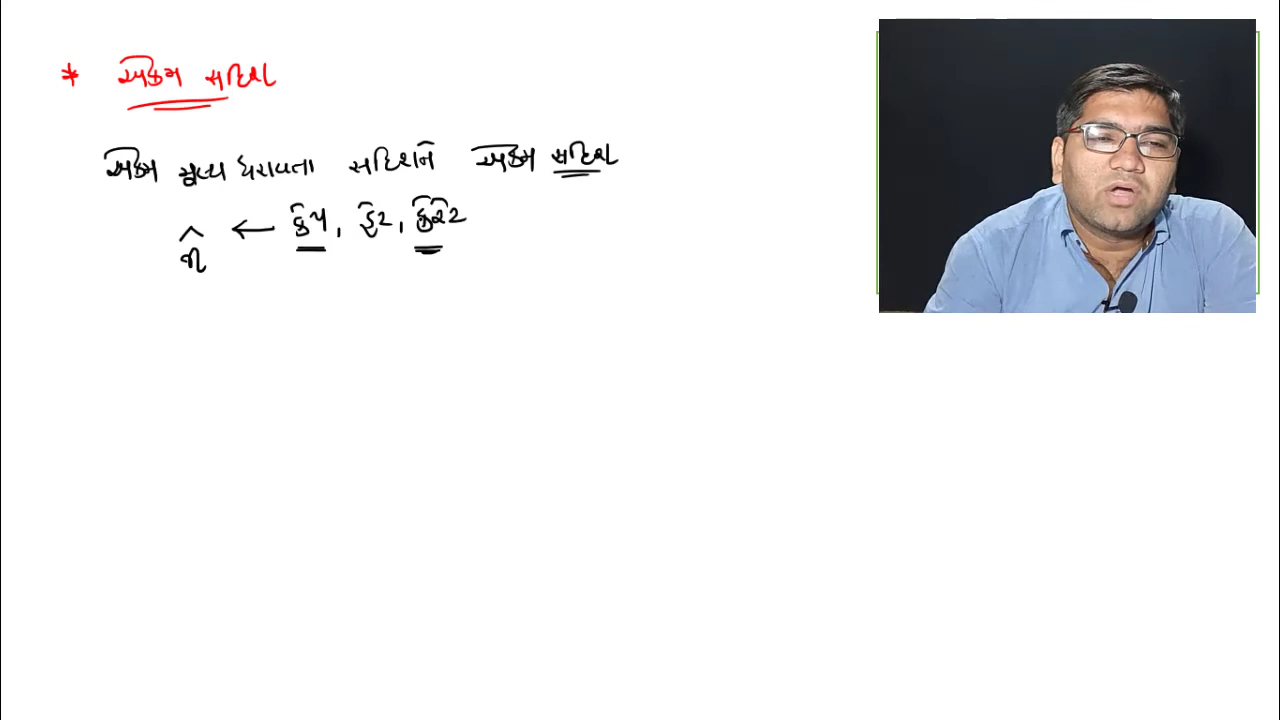 * એકમ સદિશ
એકમ મૂલ્ય ધરાવતા સદિશને એકમ સદિશ
n̂ ← કેપ, હેટ, કેરેટ